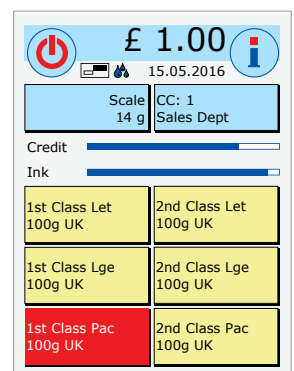 £ 1.00
15.05.2016
Scale
14 g
CC: 1
Sales Dept
Credit
Ink
1st Class Let
100g UK
2nd Class Let
100g UK
1st Class Lge
100g UK
2nd Class Lge
100g UK
1st Class Pac
100g UK
2nd Class Pac
100g UK